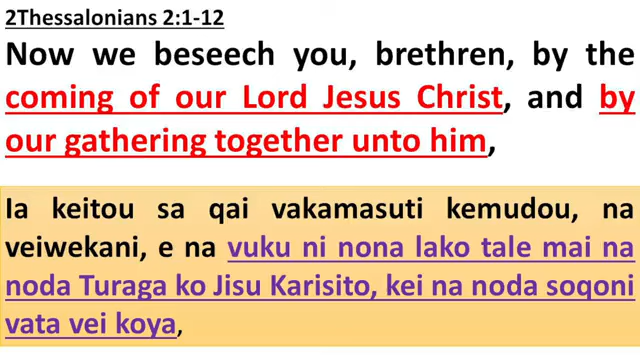 2Thessalonians 2:1-12
Now we beseech you, brethren, by the
coming of our Lord Jesus Christ, and by
our gathering together unto him,
Ia keitou sa qai vakamasuti kemudou, na
veiwekani, e na vuku ni nona lako tale mai na
noda Turaga ko Jisu Karisito, kei na noda soqoni
vata vei koya,